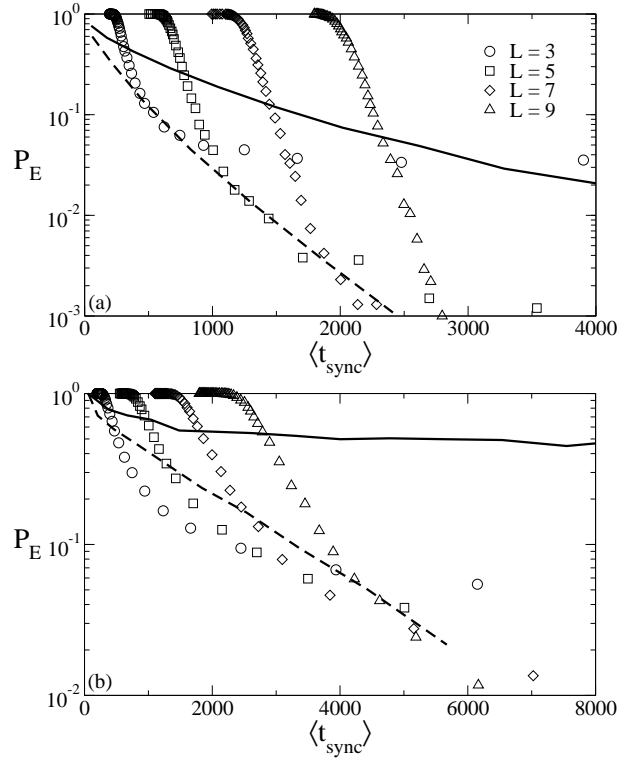 10^0
10^-1
10^-2
10^-3
P_E
L = 3
L = 5
L = 7
L = 9
(a)
0 1000 2000 3000 4000
⟨t_sync⟩
10^0
10^-1
10^-2
P_E
(b)
0 2000 4000 6000 8000
⟨t_sync⟩